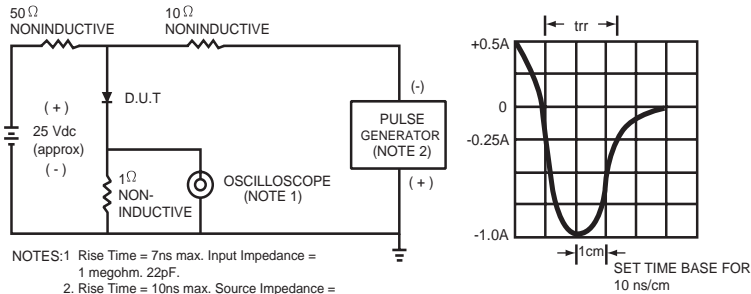 50Ω
NONINDUCTIVE
10Ω
NONINDUCTIVE
( + )
25 Vdc
(approx)
( - )
D.U.T
1Ω
NON-
INDUCTIVE
OSCILLOSCOPE
(NOTE 1)
(-)
PULSE
GENERATOR
(NOTE 2)
( + )
trr
+0.5A
0
-0.25A
-1.0A
1cm
SET TIME BASE FOR
10 ns/cm
NOTES:1 Rise Time = 7ns max. Input Impedance =
1 megohm. 22pF.
2. Rise Time = 10ns max. Source Impedance =